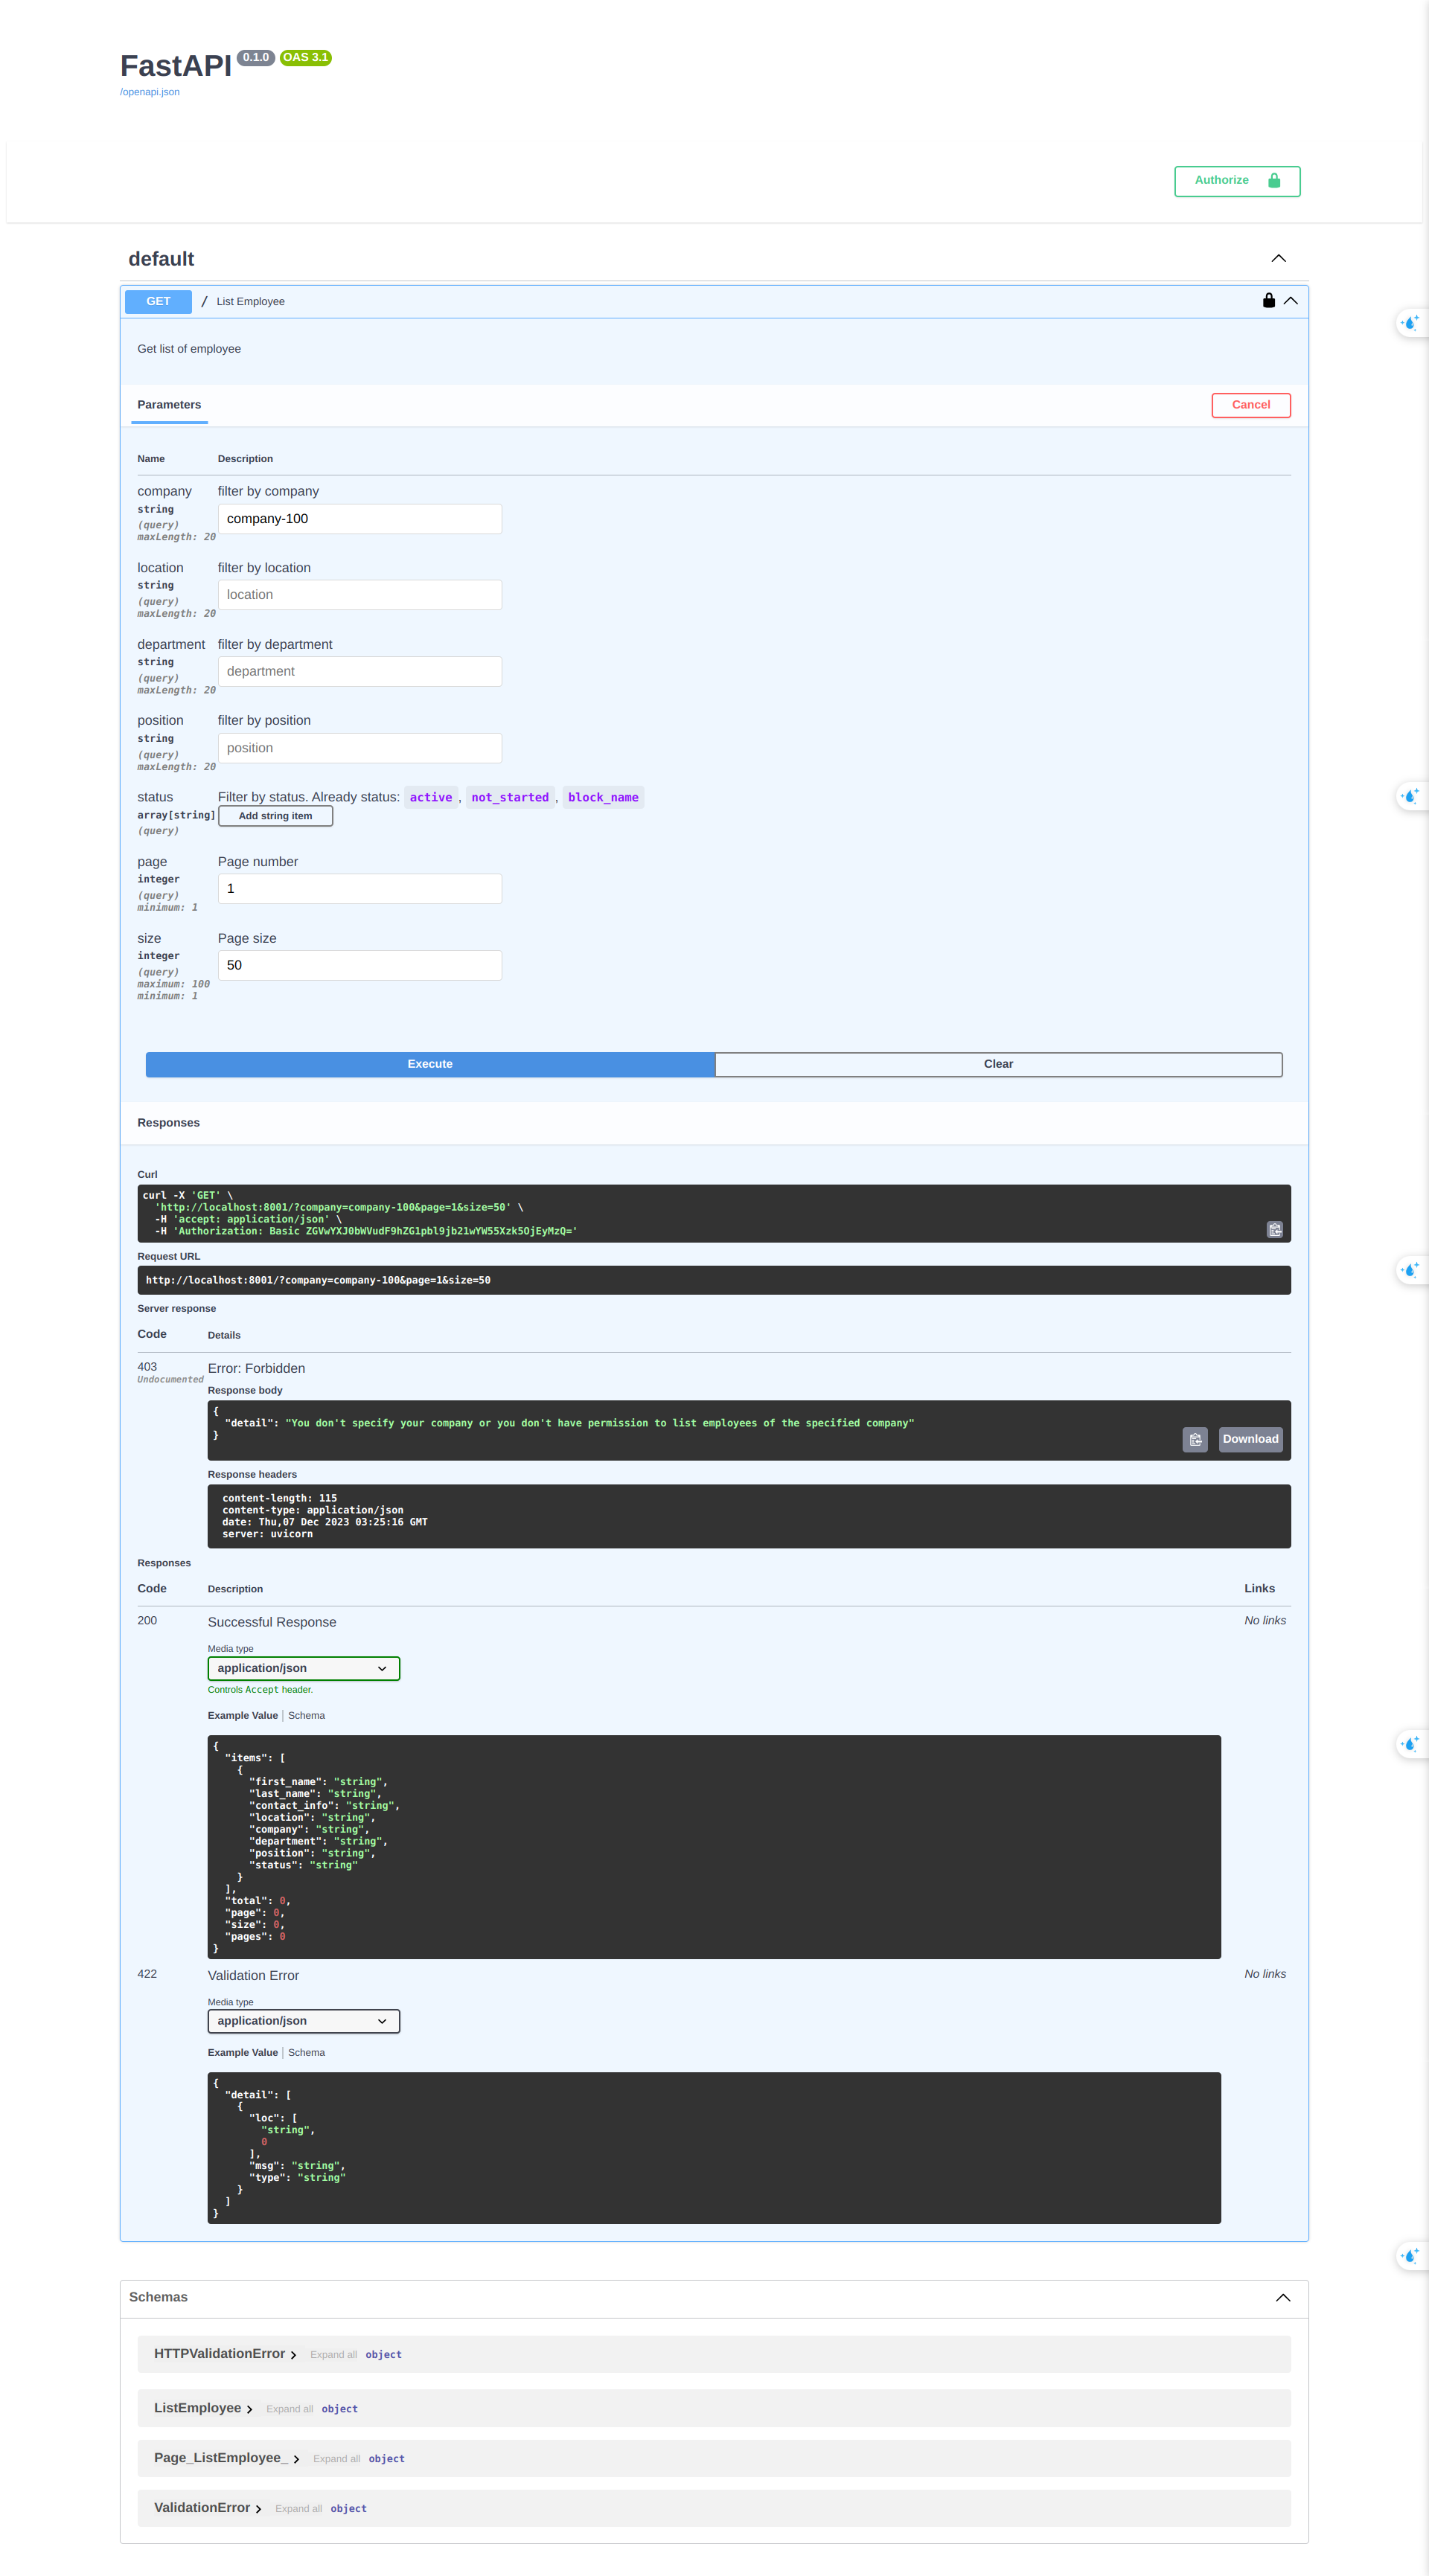 FastAPI 0.1.0 OAS 3.1
/openapi.json
Authorize
default
GET / List Employee
Get list of employee
Parameters Cancel
Name Description
company filter by company
string
company-100
(query)
maxLength: 20
location filter by location
string
location
(query)
maxLength: 20
department filter by department
string
department
(query)
maxLength: 20
position filter by position
string
position
(query)
maxLength: 20
status Filter by status. Already status: active , not_started , block_name
array[string] Add string item
(query)
page Page number
integer
1
(query)
minimum: 1
size Page size
integer
50
(query)
maximum: 100
minimum: 1
Execute Clear
Responses
Curl
curl -X 'GET' \
'http://localhost:8001/?company=company-100&page=1&size=50' \
-H 'accept: application/json' \
-H 'Authorization: Basic ZGVwYXJ0bWVudF9hZG1pbl9jb21wYW55Xzk5OjEyMzQ='
Request URL
http://localhost:8001/?company=company-100&page=1&size=50
Server response
Code Details
403 Error: Forbidden
Undocumented
Response body
{
"detail": "You don't specify your company or you don't have permission to list employees of the specified company"
}
Download
Response headers
content-length: 115
content-type: application/json
date: Thu,07 Dec 2023 03:25:16 GMT
server: uvicorn
Responses
Code Description Links
200 Successful Response No links
Media type
application/json
Controls Accept header.
Example Value Schema
{
"items": [
{
"first_name": "string",
"last_name": "string",
"contact_info": "string",
"location": "string",
"company": "string",
"department": "string",
"position": "string",
"status": "string"
}
],
"total": 0,
"page": 0,
"size": 0,
"pages": 0
}
422 Validation Error No links
Media type
application/json
Example Value Schema
{
"detail": [
{
"loc": [
"string",
0
],
"msg": "string",
"type": "string"
}
]
}
Schemas
HTTPValidationError Expand all object
ListEmployee Expand all object
Page_ListEmployee_ Expand all object
ValidationError Expand all object